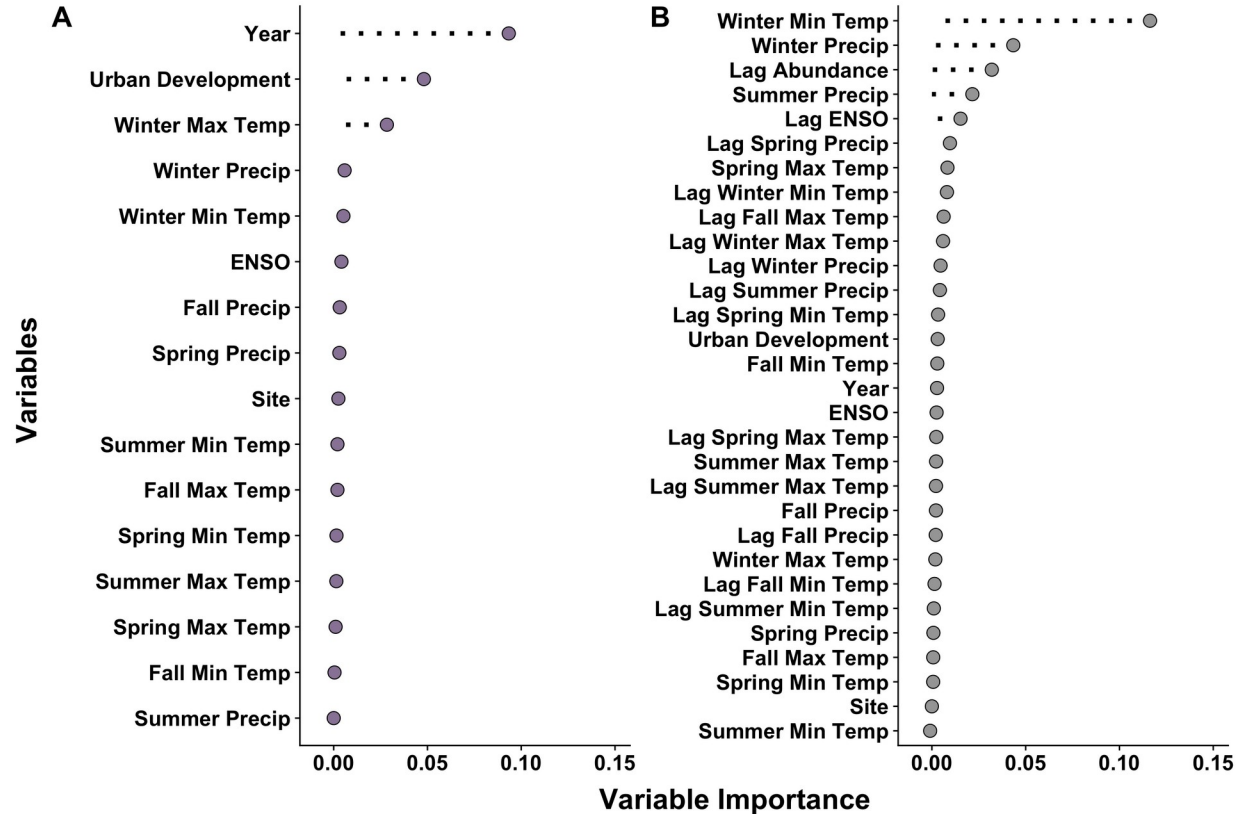 A
Variables
Year
Urban Development
Winter Max Temp
Winter Precip
Winter Min Temp
ENSO
Fall Precip
Spring Precip
Site
Summer Min Temp
Fall Max Temp
Spring Min Temp
Summer Max Temp
Spring Max Temp
Fall Min Temp
Summer Precip
0.00 0.05 0.10 0.15
B
Winter Min Temp
Winter Precip
Lag Abundance
Summer Precip
Lag ENSO
Lag Spring Precip
Spring Max Temp
Lag Winter Min Temp
Lag Fall Max Temp
Lag Winter Max Temp
Lag Winter Precip
Lag Summer Precip
Lag Spring Min Temp
Urban Development
Fall Min Temp
Year
ENSO
Lag Spring Max Temp
Summer Max Temp
Lag Summer Max Temp
Fall Precip
Lag Fall Precip
Winter Max Temp
Lag Fall Min Temp
Lag Summer Min Temp
Spring Precip
Fall Max Temp
Spring Min Temp
Site
Summer Min Temp
0.00 0.05 0.10 0.15
Variable Importance